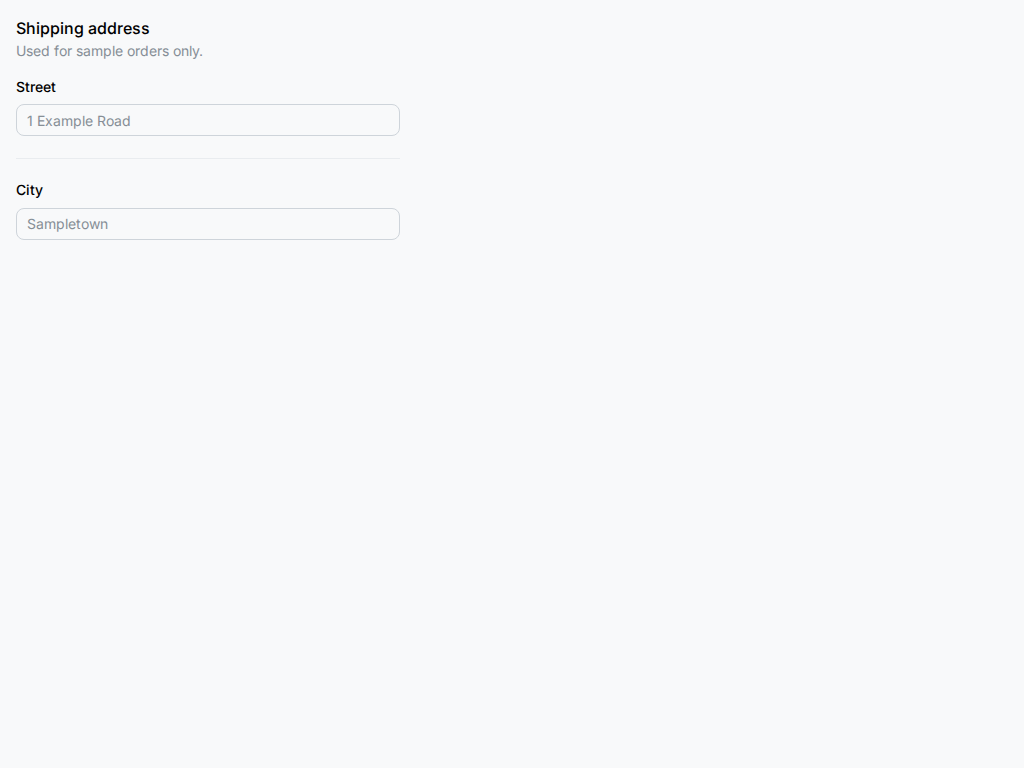 Shipping address
Used for sample orders only.
Street
1 Example Road
City
Sampletown